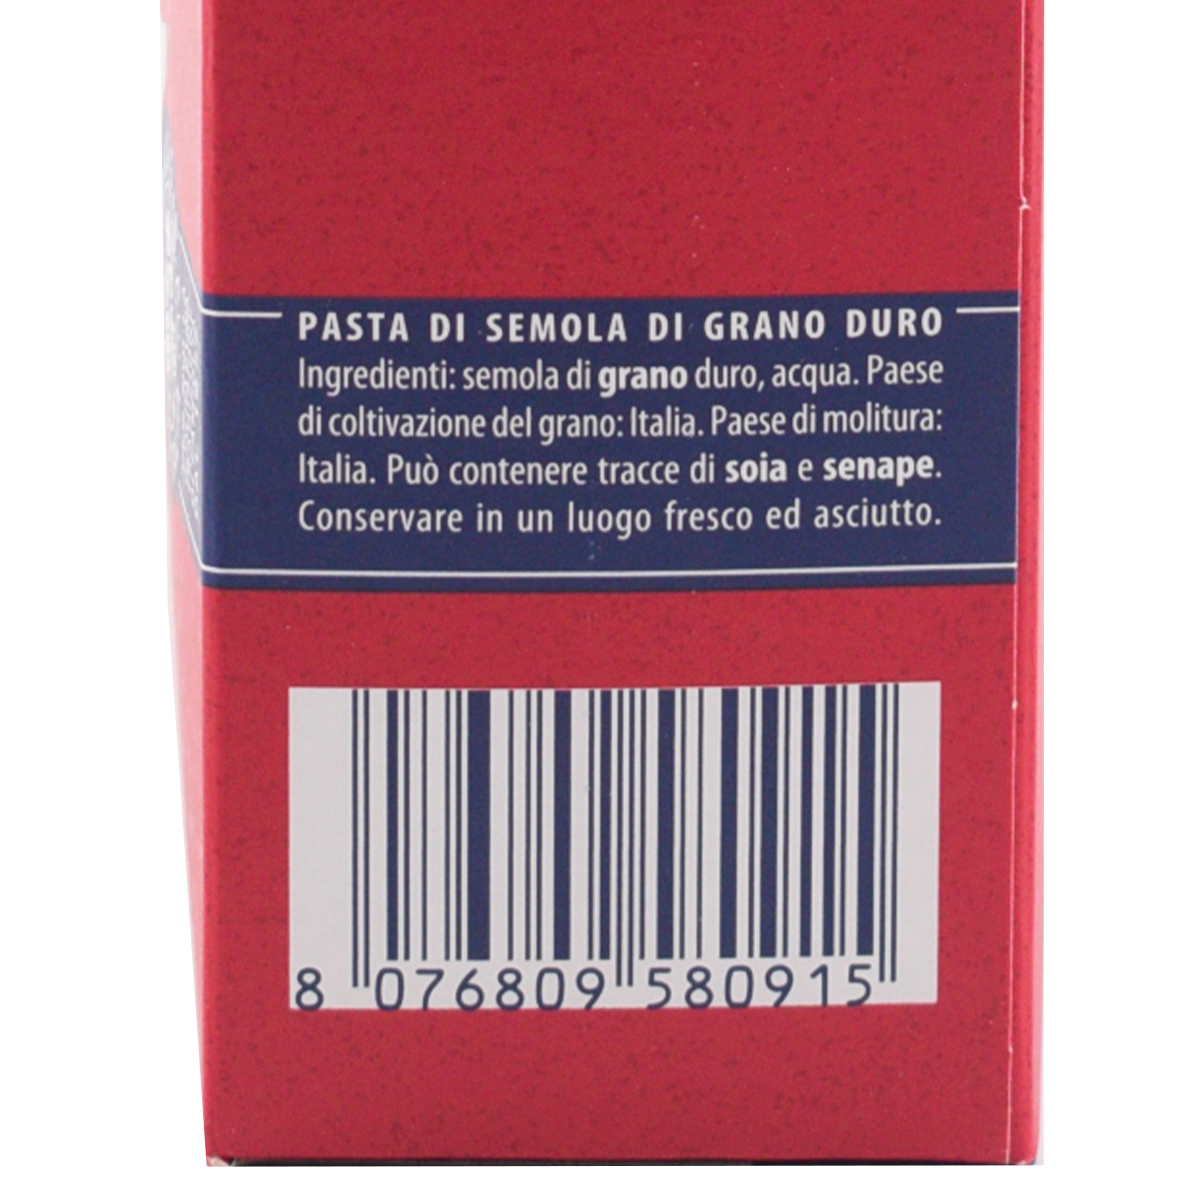 PASTA DI SEMOLA DI GRANO DURO
Ingredienti: semola di grano duro, acqua. Paese
di coltivazione del grano: Italia. Paese di molitura:
Italia. Può contenere tracce di soia e senape.
Conservare in un luogo fresco ed asciutto.
8 076809 580915